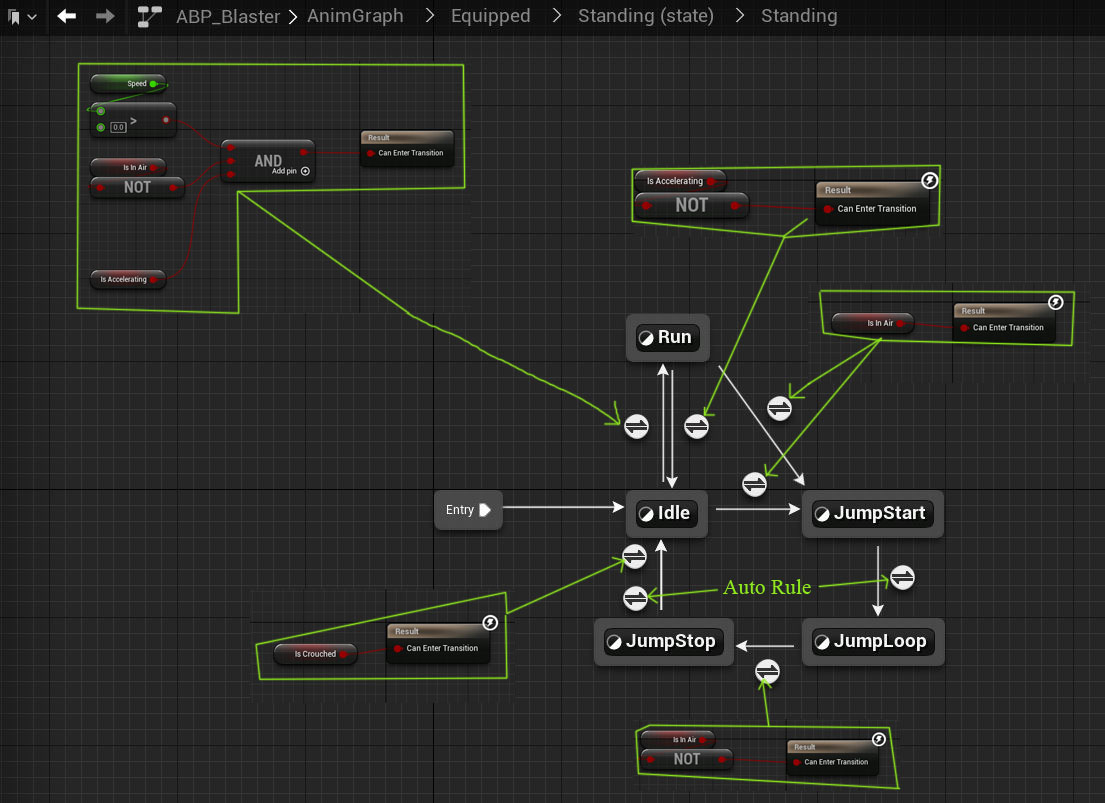 ABP_Blaster > AnimGraph > Equipped > Standing (state) > Standing
Speed
0.0 >
Is In Air
NOT
AND
Add pin
Result
Can Enter Transition
Is Accelerating
Is Accelerating
NOT
Result
Can Enter Transition
Is In Air
Result
Can Enter Transition
Run
Entry
Idle
JumpStart
Auto Rule
JumpStop
JumpLoop
Is Crouched
Result
Can Enter Transition
Is In Air
NOT
Result
Can Enter Transition